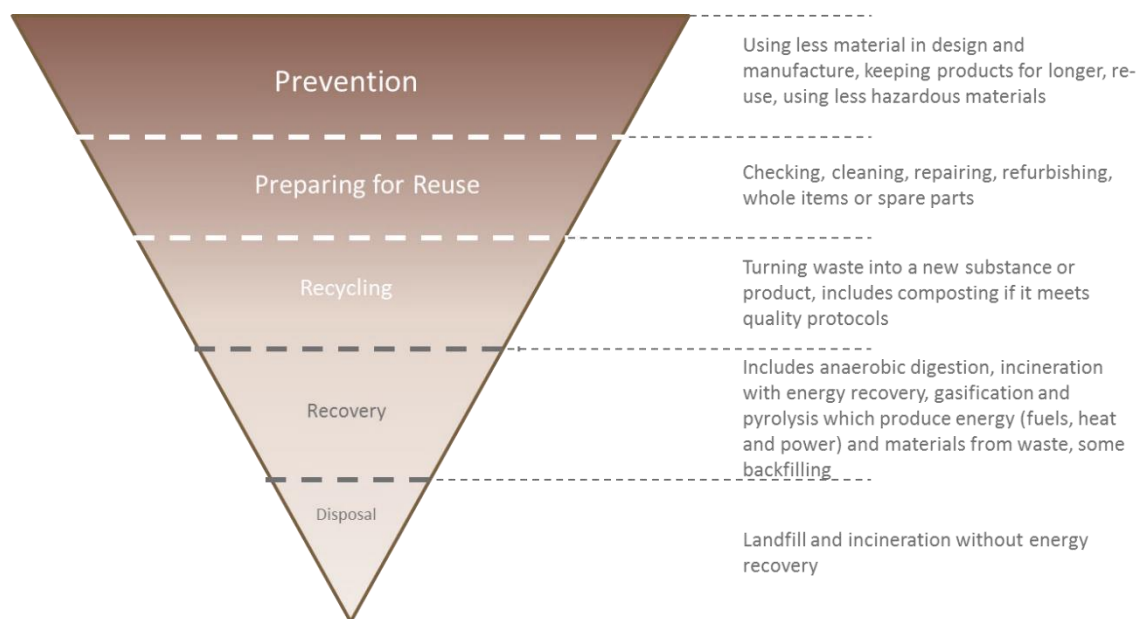 Prevention
Using less material in design and
manufacture, keeping products for longer, re-
use, using less hazardous materials
Preparing for Reuse
Checking, cleaning, repairing, refurbishing,
whole items or spare parts
Recycling
Turning waste into a new substance or
product, includes composting if it meets
quality protocols
Recovery
Includes anaerobic digestion, incineration
with energy recovery, gasification and
pyrolysis which produce energy (fuels, heat
and power) and materials from waste, some
backfilling
Disposal
Landfill and incineration without energy
recovery